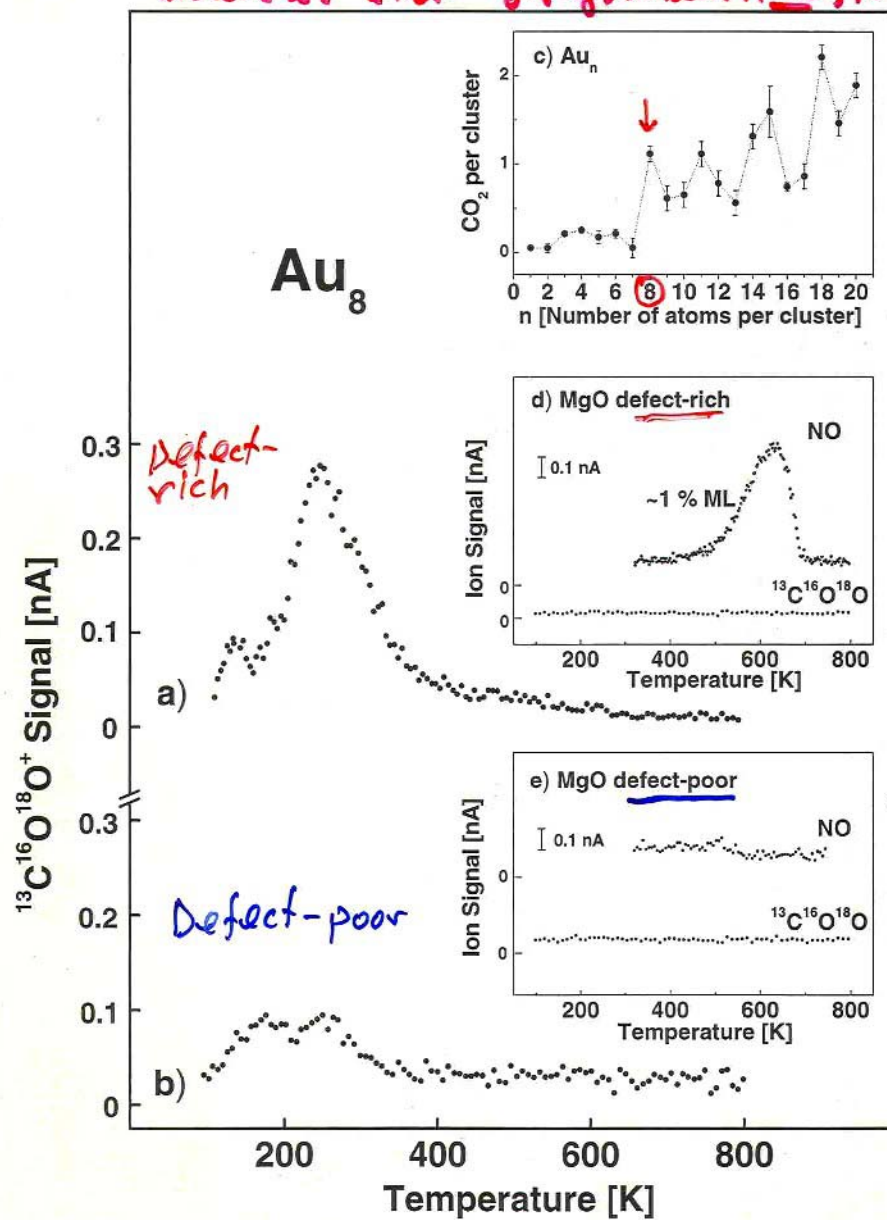 c) Auₙ
CO₂ per cluster
2
1
0
0 2 4 6 8 10 12 14 16 18 20
n [Number of atoms per cluster]
Au₈
d) MgO defect-rich
NO
0.1 nA
~1 % ML
Ion Signal [nA]
0
¹³C¹⁶O¹⁸O
0
200 400 600 800
Temperature [K]
Defect-
rich
0.3
0.2
0.1
0
a)
¹³C¹⁶O¹⁸O⁺ Signal [nA]
e) MgO defect-poor
NO
0.1 nA
Ion Signal [nA]
0
¹³C¹⁶O¹⁸O
0
200 400 600 800
Temperature [K]
0.3
0.2
Defect-poor
0.1
b)
0
200 400 600 800
Temperature [K]